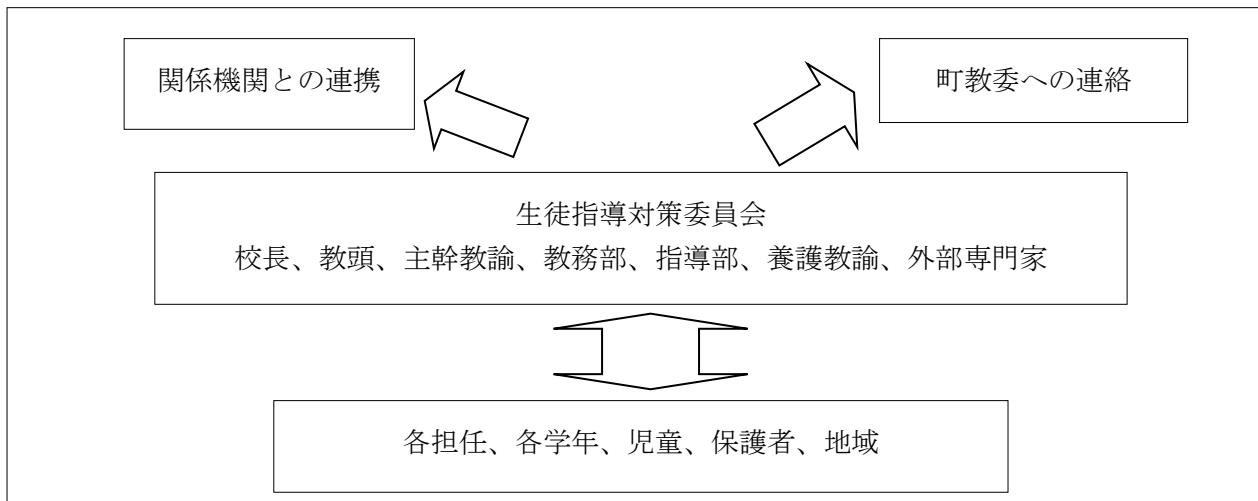 関係機関との連携
町教委への連絡
生徒指導対策委員会
校長、教頭、主幹教諭、教務部、指導部、養護教諭、外部専門家
各担任、各学年、児童、保護者、地域